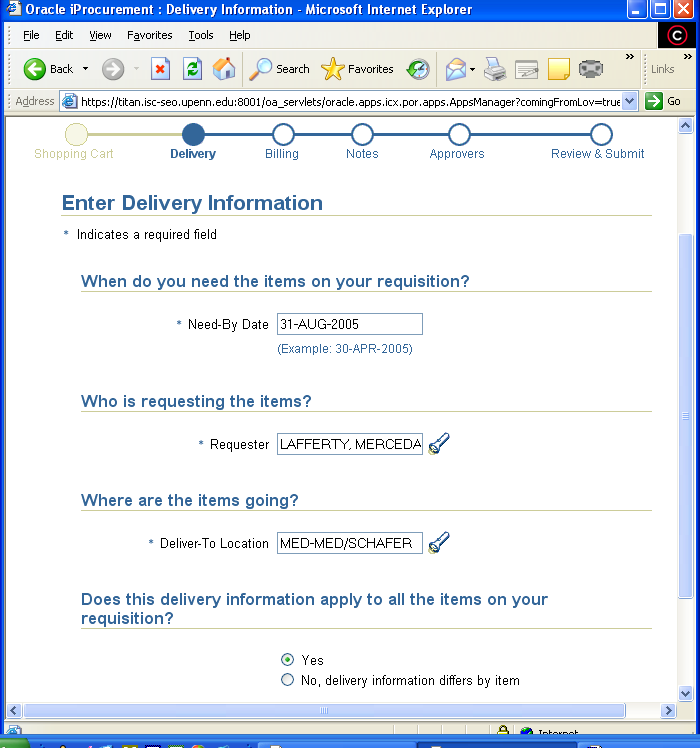 Oracle iProcurement : Delivery Information - Microsoft Internet Explorer
File Edit View Favorites Tools Help
Back Search Favorites » Links »
Address https://titan.isc-seo.upenn.edu:8001/oa_servlets/oracle.apps.icx.por.apps.AppsManager?comingFromLov=true Go
Shopping Cart Delivery Billing Notes Approvers Review & Submit
Enter Delivery Information
* Indicates a required field
When do you need the items on your requisition?
* Need-By Date 31-AUG-2005
(Example: 30-APR-2005)
Who is requesting the items?
* Requester LAFFERTY, MERCEDA
Where are the items going?
* Deliver-To Location MED-MED/SCHAFER
Does this delivery information apply to all the items on your
requisition?
Yes
No, delivery information differs by item
Internet